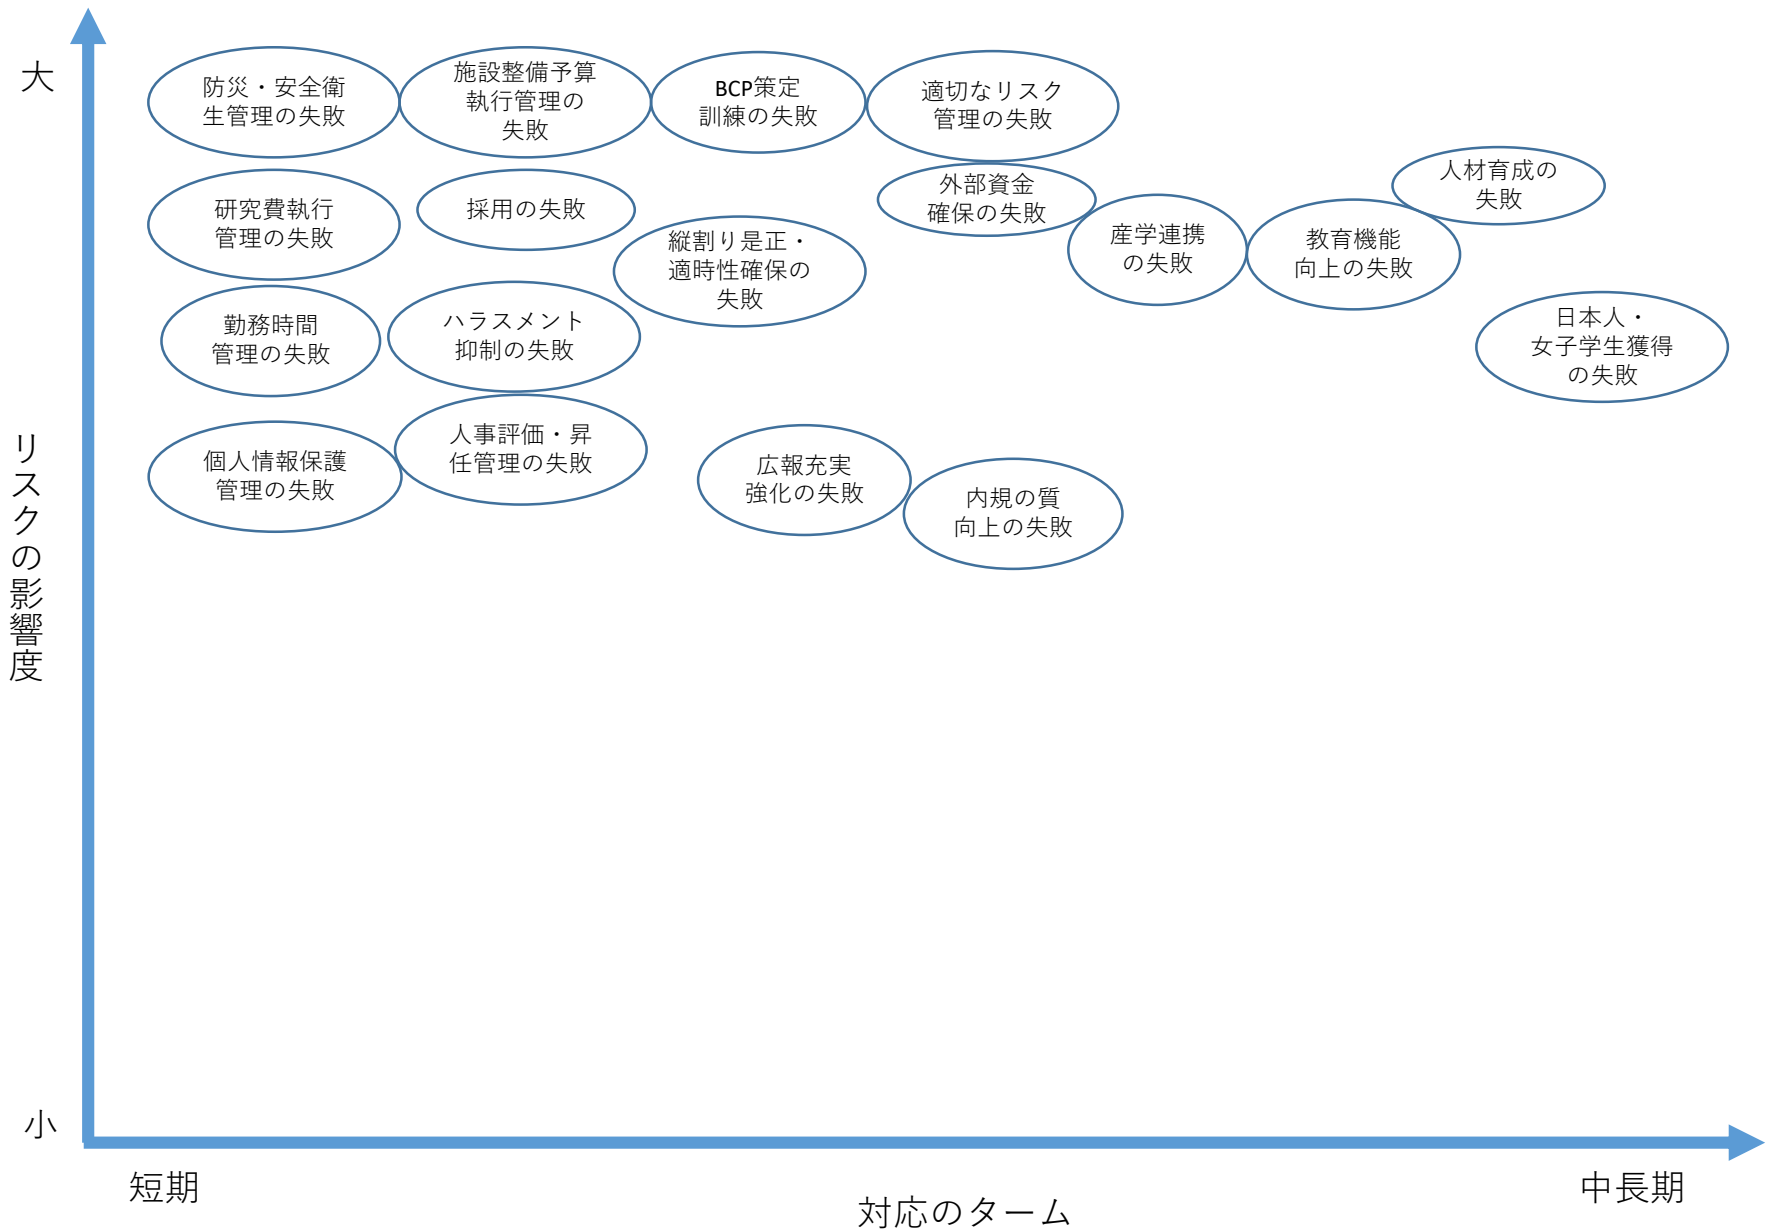 大
防災・安全衛
生管理の失敗
施設整備予算
執行管理の
失敗
BCP策定
訓練の失敗
適切なリスク
管理の失敗
人材育成の
失敗
研究費執行
管理の失敗
採用の失敗
外部資金
確保の失敗
縦割り是正・
適時性確保の
失敗
産学連携
の失敗
教育機能
向上の失敗
勤務時間
管理の失敗
ハラスメント
抑制の失敗
日本人・
女子学生獲得
の失敗
個人情報保護
管理の失敗
人事評価・昇
任管理の失敗
広報充実
強化の失敗
内規の質
向上の失敗
リスクの影響度
小
短期
対応のターム
中長期